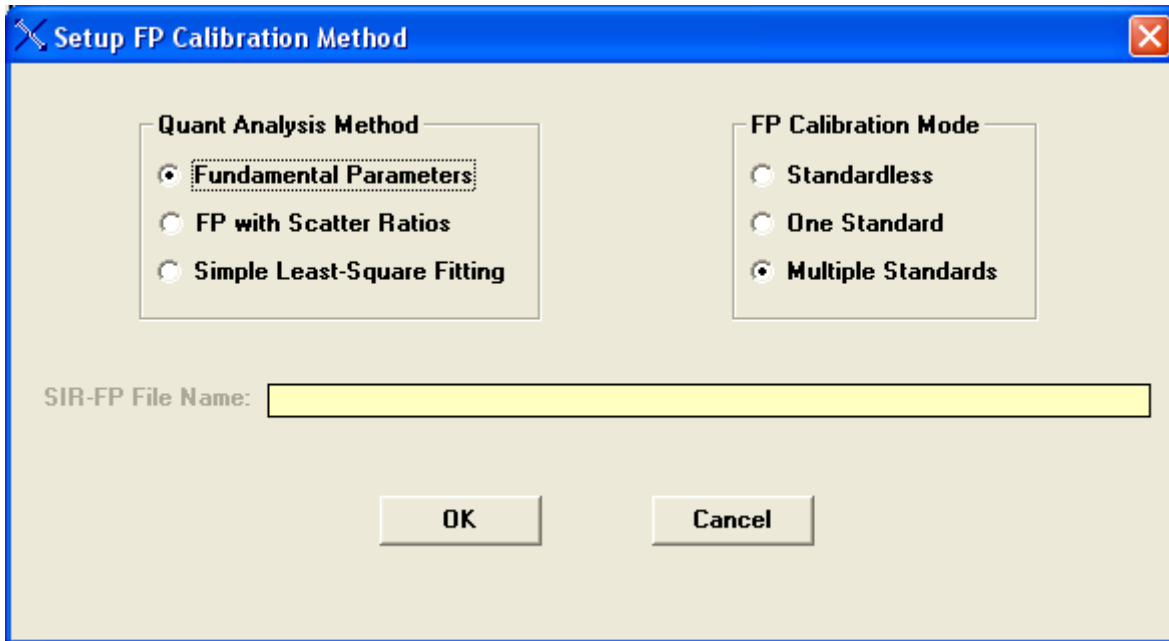 Setup FP Calibration Method
Quant Analysis Method
Fundamental Parameters
FP with Scatter Ratios
Simple Least-Square Fitting
FP Calibration Mode
Standardless
One Standard
Multiple Standards
SIR-FP File Name:
OK
Cancel